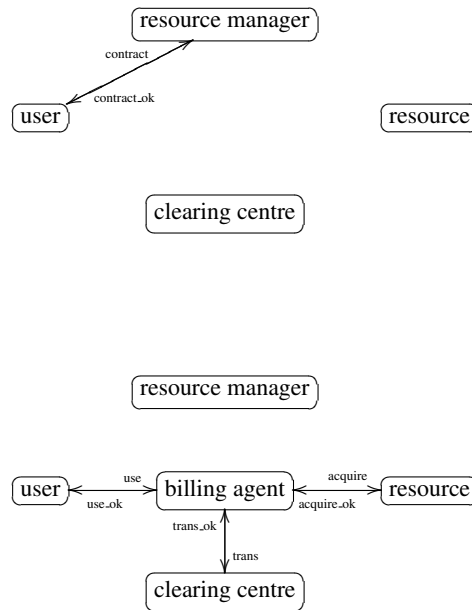 resource manager
contract
contract_ok
user
resource
clearing centre
resource manager
use
acquire
user
billing agent
resource
use_ok
acquire_ok
trans_ok
trans
clearing centre